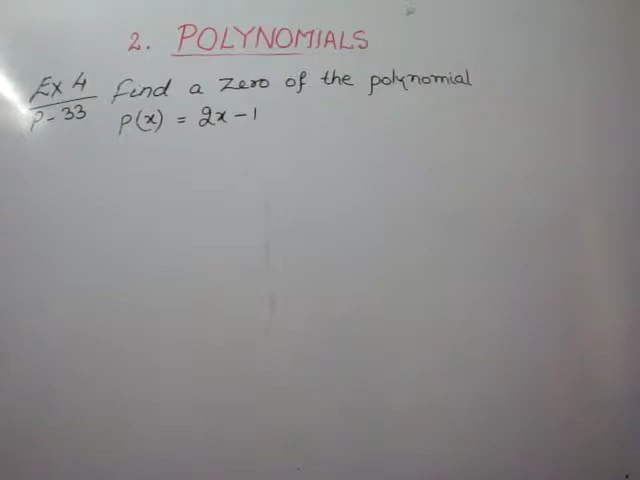 2. POLYNOMIALS
Ex 4 Find a zero of the polynomial
P-33 P(x) = 2x-1